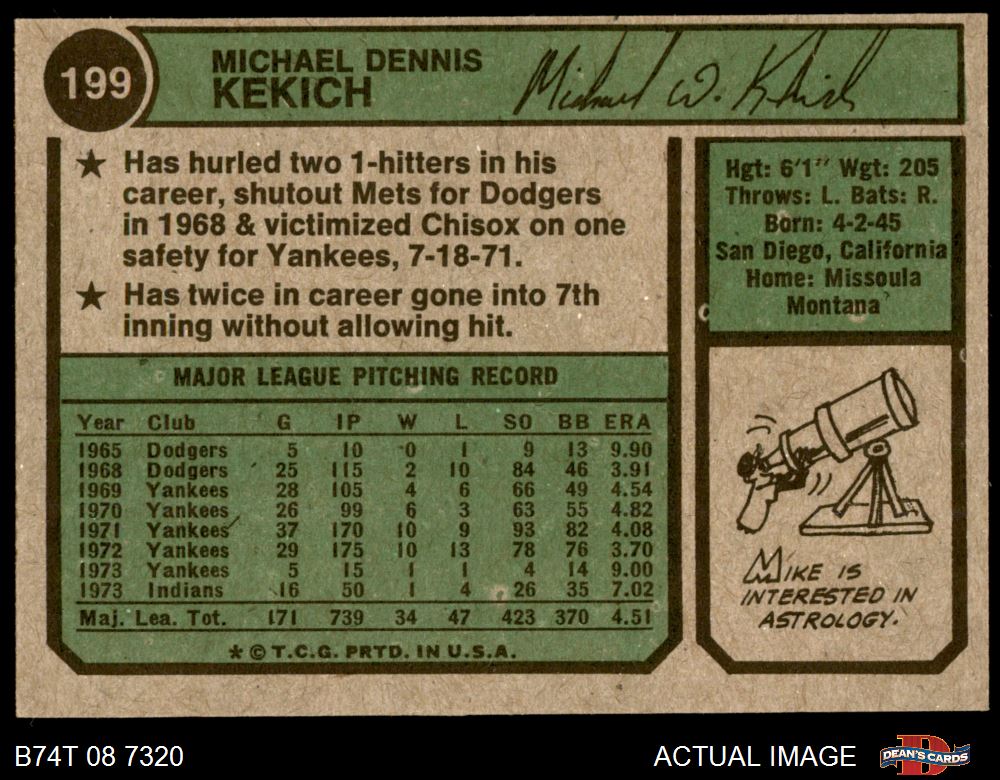 199
MICHAEL DENNIS
KEKICH
Michael W. Kekich
★ Has hurled two 1-hitters in his
career, shutout Mets for Dodgers
in 1968 & victimized Chisox on one
safety for Yankees, 7-18-71.
★ Has twice in career gone into 7th
inning without allowing hit.
Hgt: 6'1" Wgt: 205
Throws: L. Bats: R.
Born: 4-2-45
San Diego, California
Home: Missoula
Montana
MAJOR LEAGUE PITCHING RECORD
Year Club G IP W L SO BB ERA
1965 Dodgers 5 10 0 1 9 13 9.90
1968 Dodgers 25 115 2 10 84 46 3.91
1969 Yankees 28 105 4 6 66 49 4.54
1970 Yankees 26 99 6 3 63 55 4.82
1971 Yankees 37 170 10 9 93 82 4.08
1972 Yankees 29 175 10 13 78 76 3.70
1973 Yankees 5 15 1 1 4 14 9.00
1973 Indians 16 50 1 4 26 35 7.02
Maj. Lea. Tot. 171 739 34 47 423 370 4.51
* © T.C.G. PRTD. IN U.S.A.
MIKE IS
INTERESTED IN
ASTROLOGY.
B74T 08 7320
ACTUAL IMAGE
DEAN'S CARDS